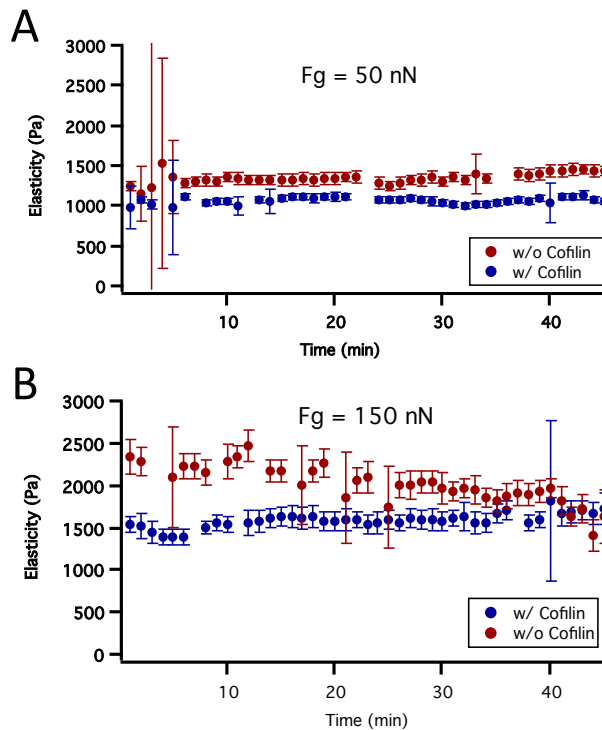 A
Fg = 50 nN
Elasticity (Pa)
3000
2500
2000
1500
1000
500
0
w/o Cofilin
w/ Cofilin
10
20
30
40
Time (min)
B
Fg = 150 nN
Elasticity (Pa)
3000
2500
2000
1500
1000
500
0
w/ Cofilin
w/o Cofilin
10
20
30
40
Time (min)